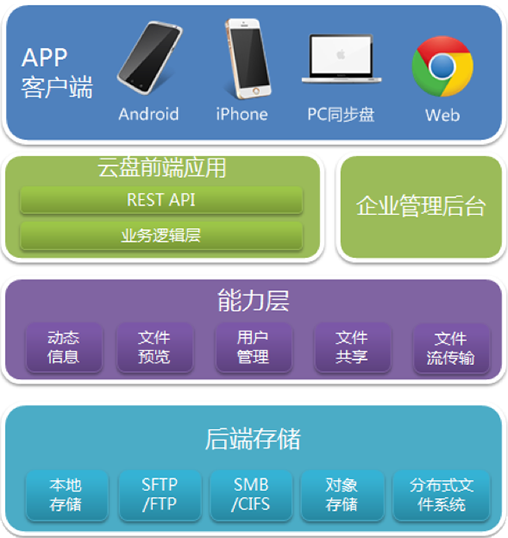 APP
客户端
Android
iPhone
PC同步盘
Web
云盘前端应用
REST API
业务逻辑层
企业管理后台
能力层
动态
信息
文件
预览
用户
管理
文件
共享
文件
流传输
后端存储
本地
存储
SFTP
/FTP
SMB
/CIFS
对象
存储
分布式文
件系统